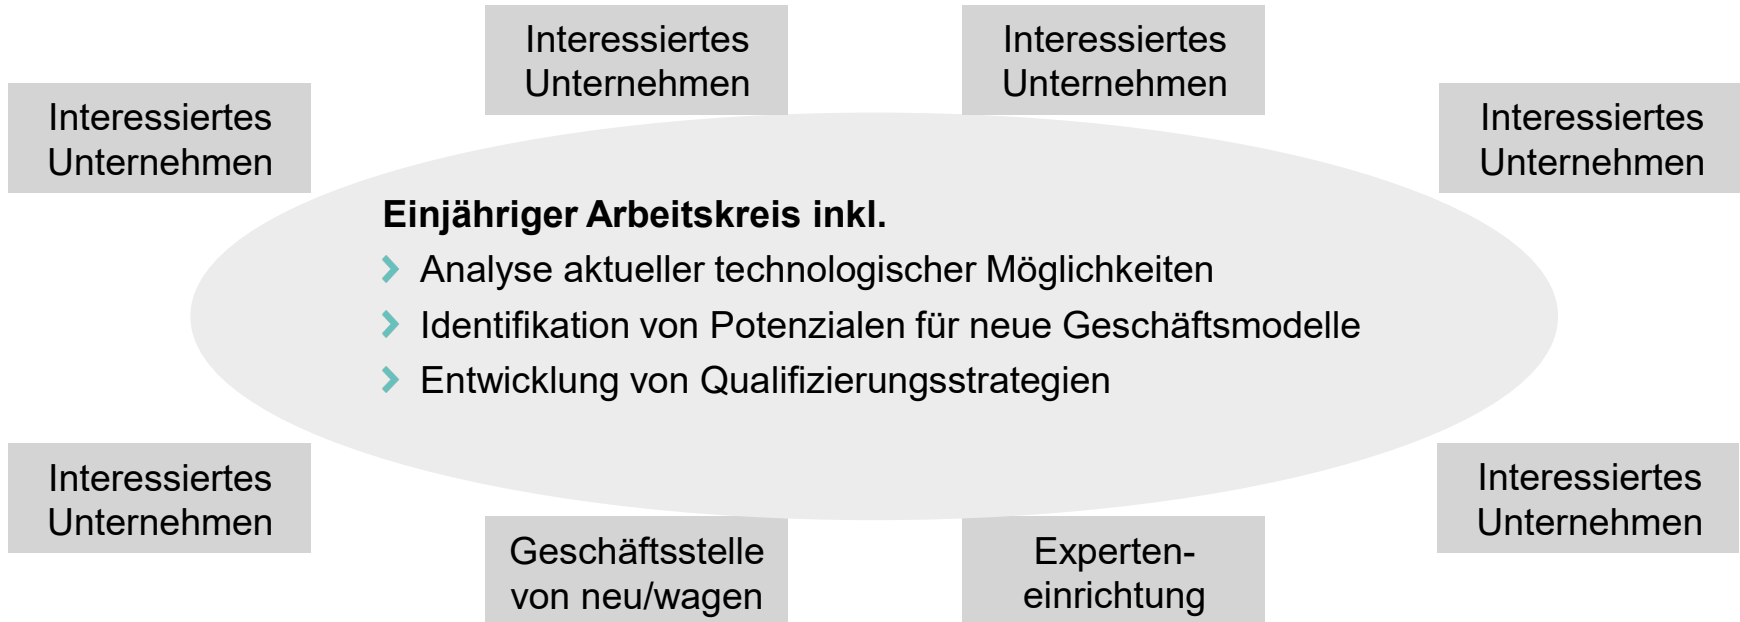 Interessiertes
Unternehmen
Interessiertes
Unternehmen
Interessiertes
Unternehmen
Interessiertes
Unternehmen
Einjähriger Arbeitskreis inkl.
Analyse aktueller technologischer Möglichkeiten
Identifikation von Potenzialen für neue Geschäftsmodelle
Entwicklung von Qualifizierungsstrategien
Interessiertes
Unternehmen
Geschäftsstelle
von neu/wagen
Experten-
einrichtung
Interessiertes
Unternehmen